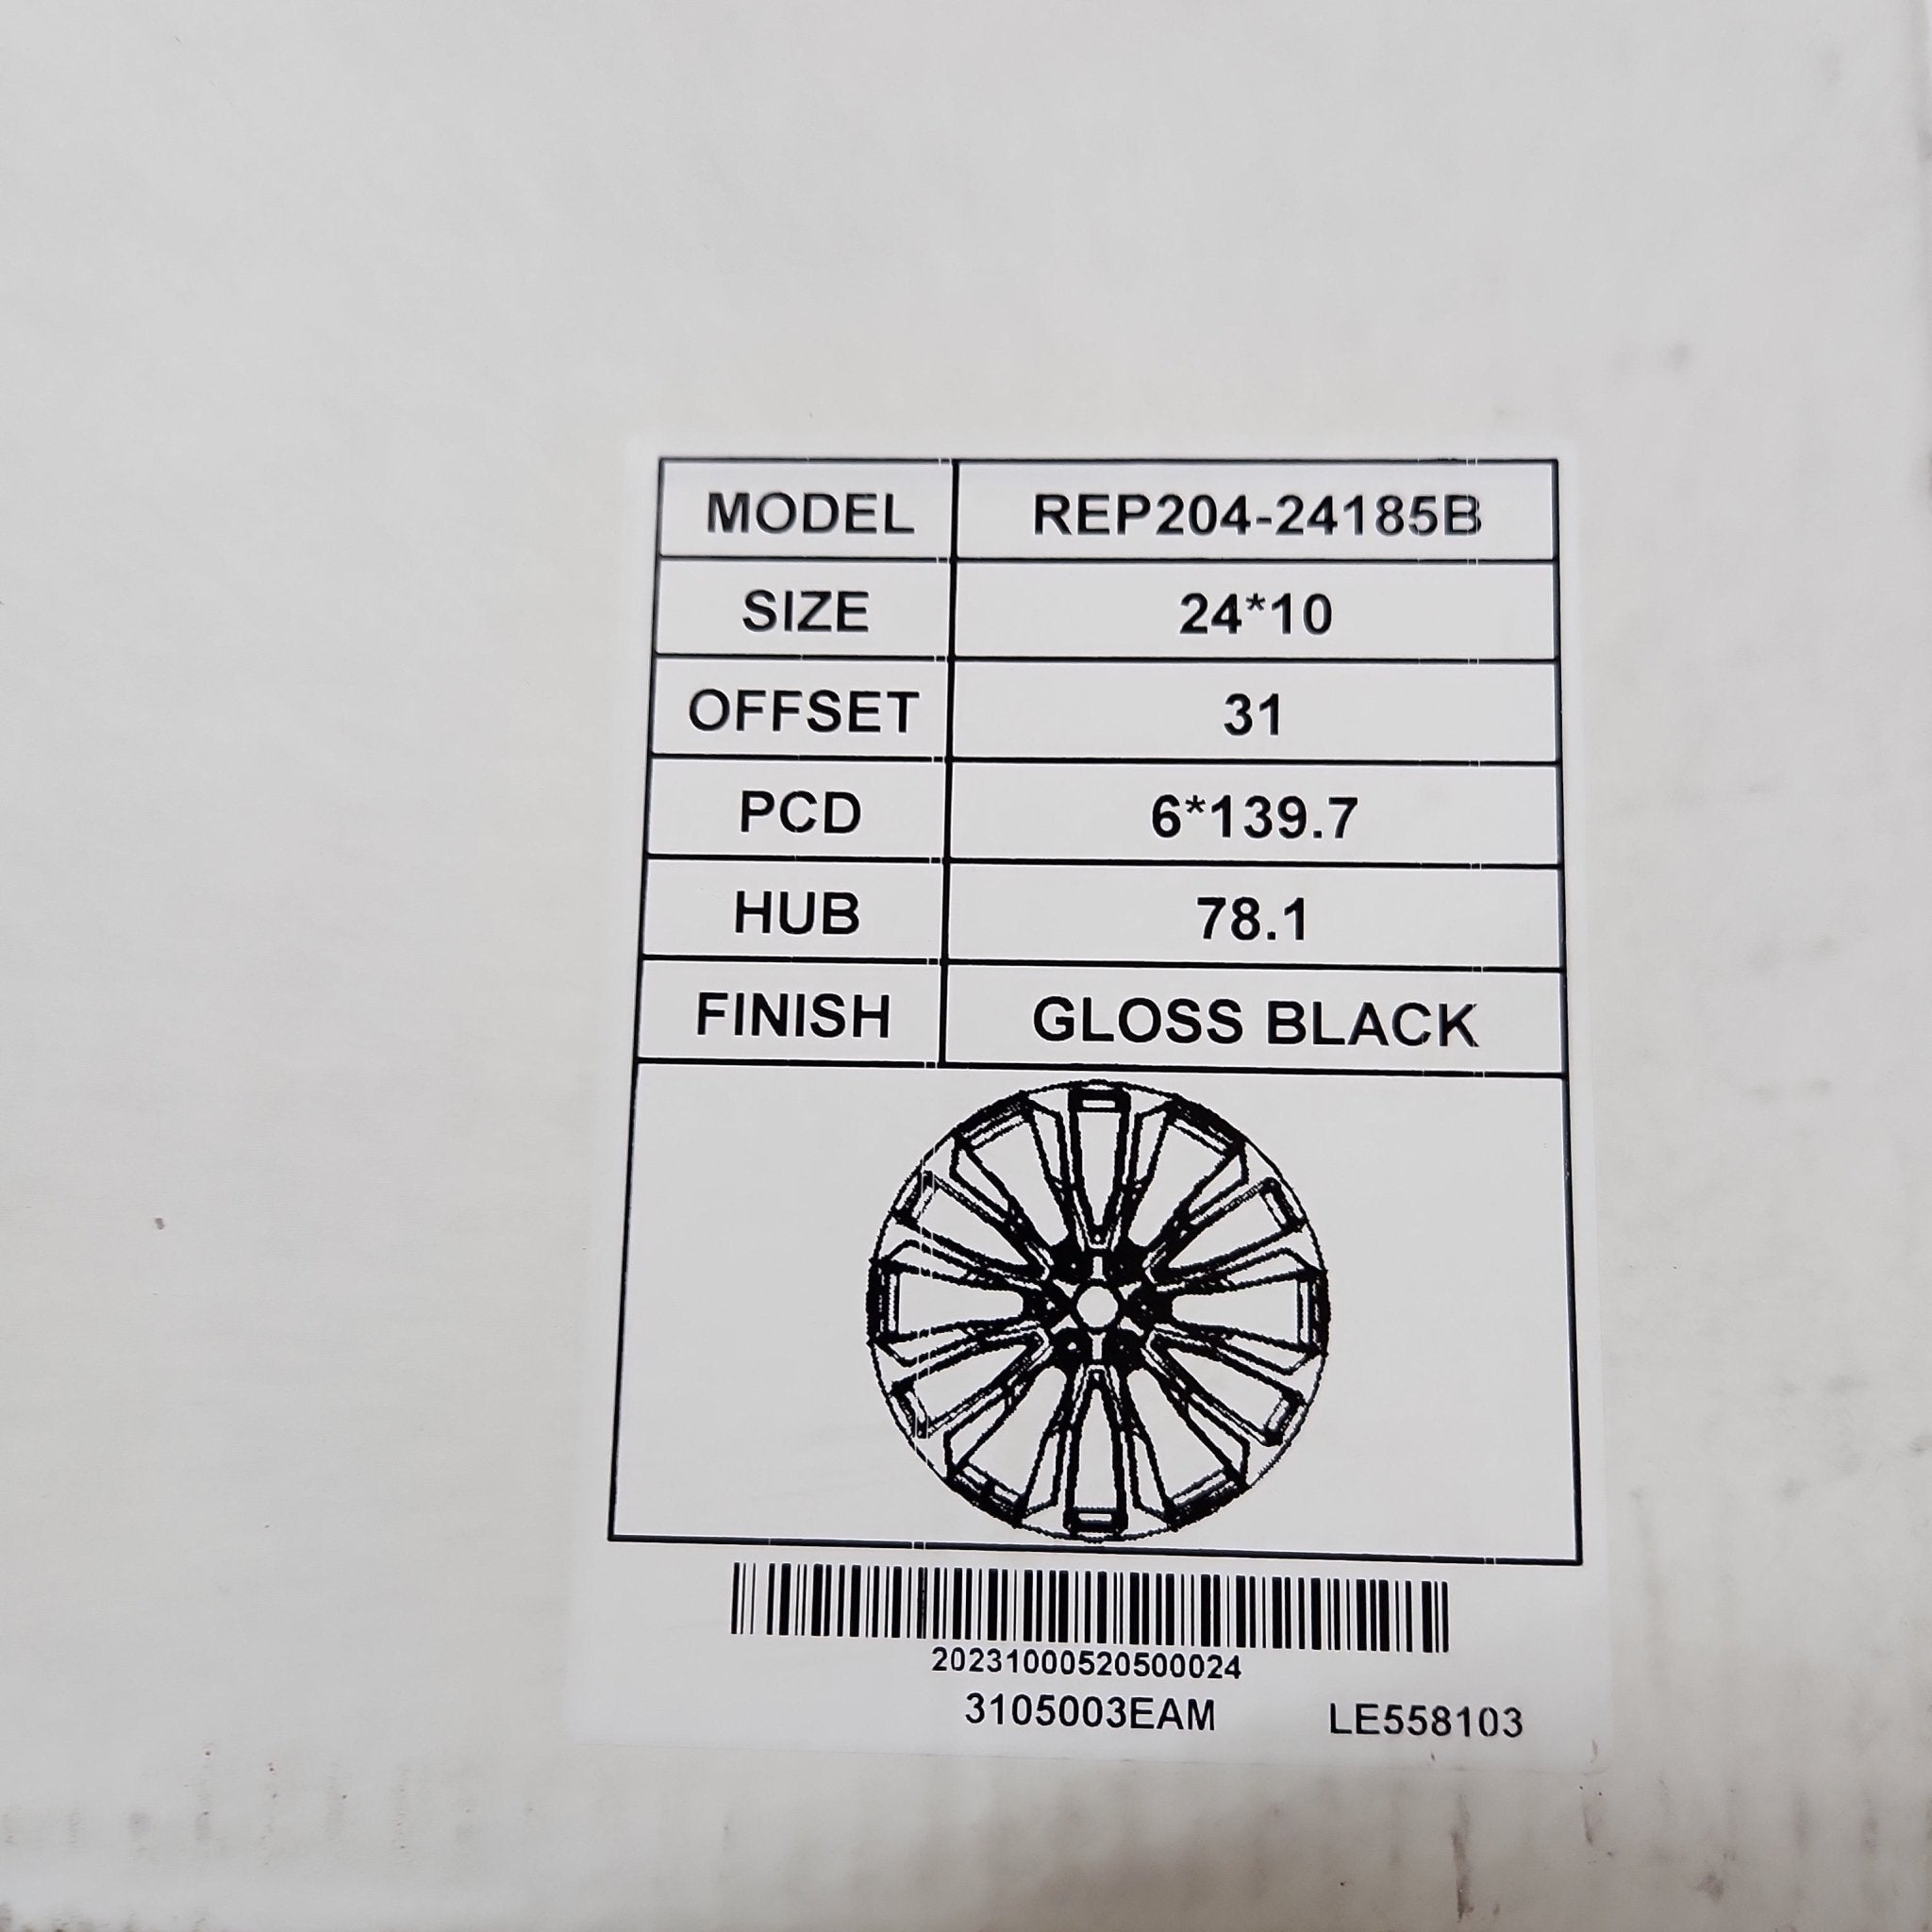 MODEL REP204-24185B
SIZE 24*10
OFFSET 31
PCD 6*139.7
HUB 78.1
FINISH GLOSS BLACK
20231000520500024
3105003EAM LE558103